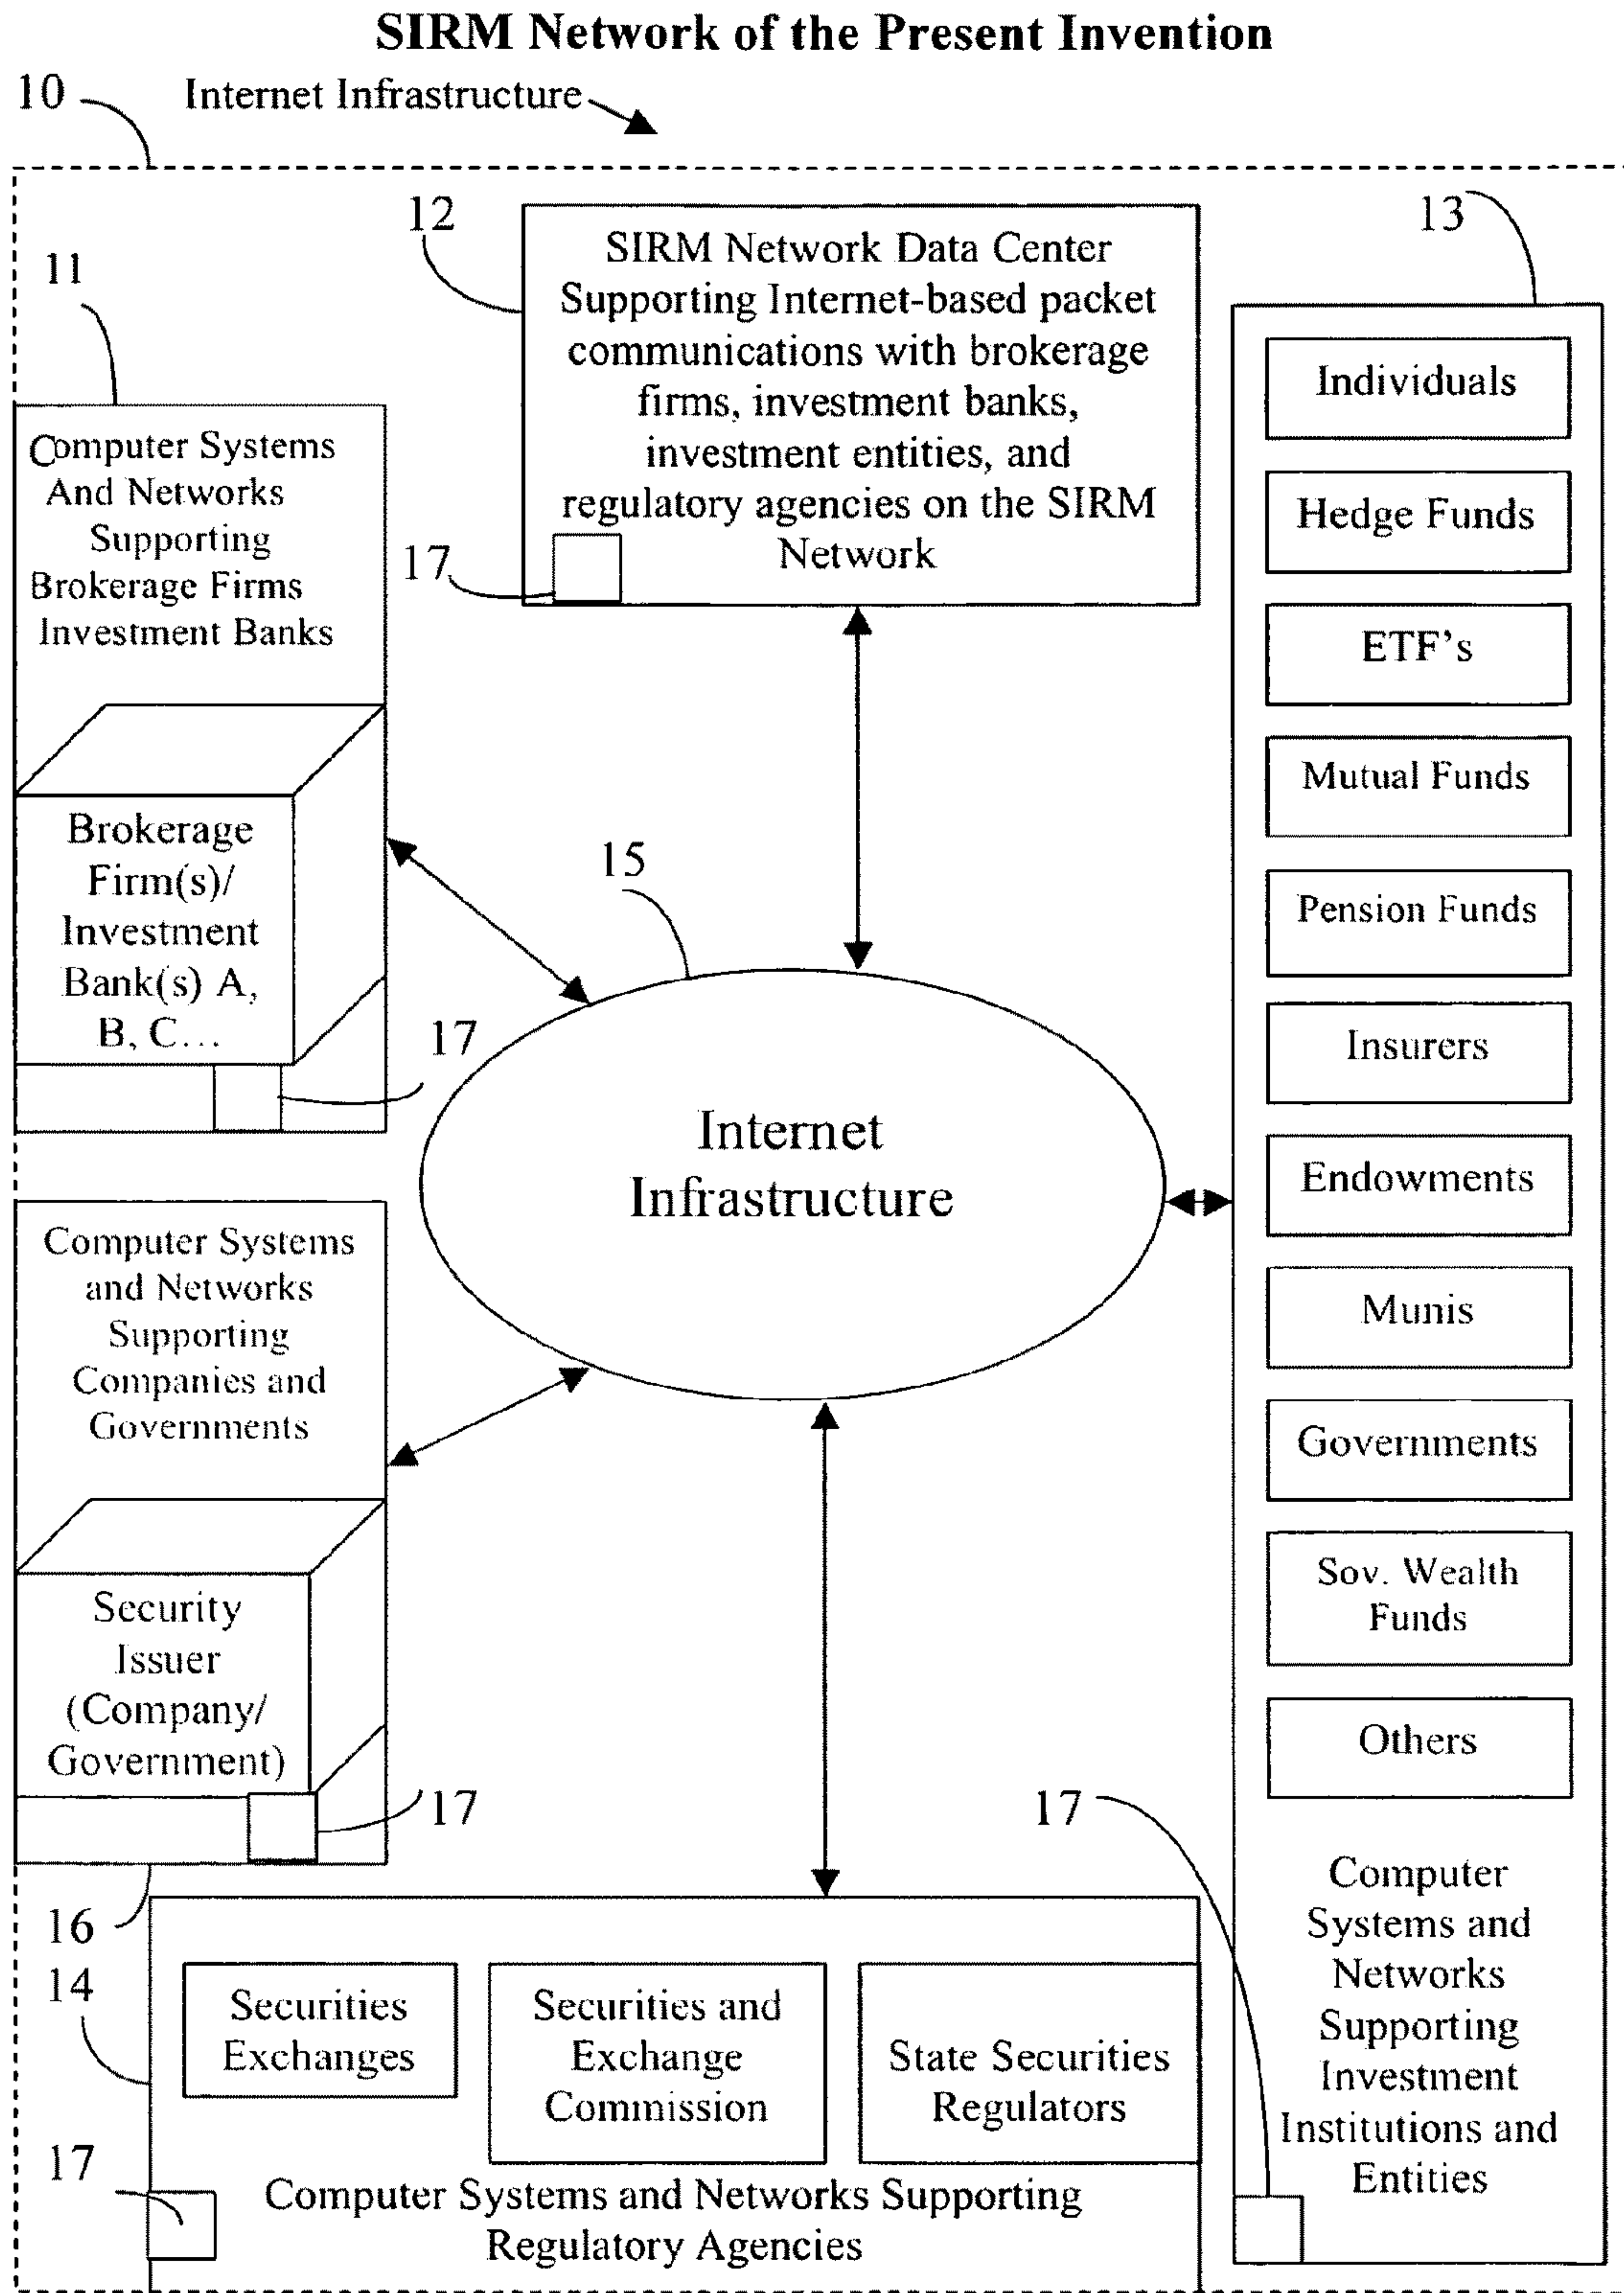 SIRM Network of the Present Invention
10
Internet Infrastructure
12
13
11
SIRM Network Data Center
Supporting Internet-based packet
communications with brokerage
firms, investment banks,
investment entities, and
regulatory agencies on the SIRM
Network
17
Computer Systems
And Networks
Supporting
Brokerage Firms
Investment Banks
Brokerage
Firm(s)/
Investment
Bank(s) A,
B, C...
17
15
Internet
Infrastructure
Individuals
Hedge Funds
ETF's
Mutual Funds
Pension Funds
Insurers
Endowments
Munis
Governments
Sov. Wealth
Funds
Others
Computer
Systems and
Networks
Supporting
Investment
Institutions and
Entities
17
Computer Systems
and Networks
Supporting
Companies and
Governments
Security
Issuer
(Company/
Government)
17
16
14
Securities
Exchanges
Securities and
Exchange
Commission
State Securities
Regulators
17
Computer Systems and Networks Supporting
Regulatory Agencies